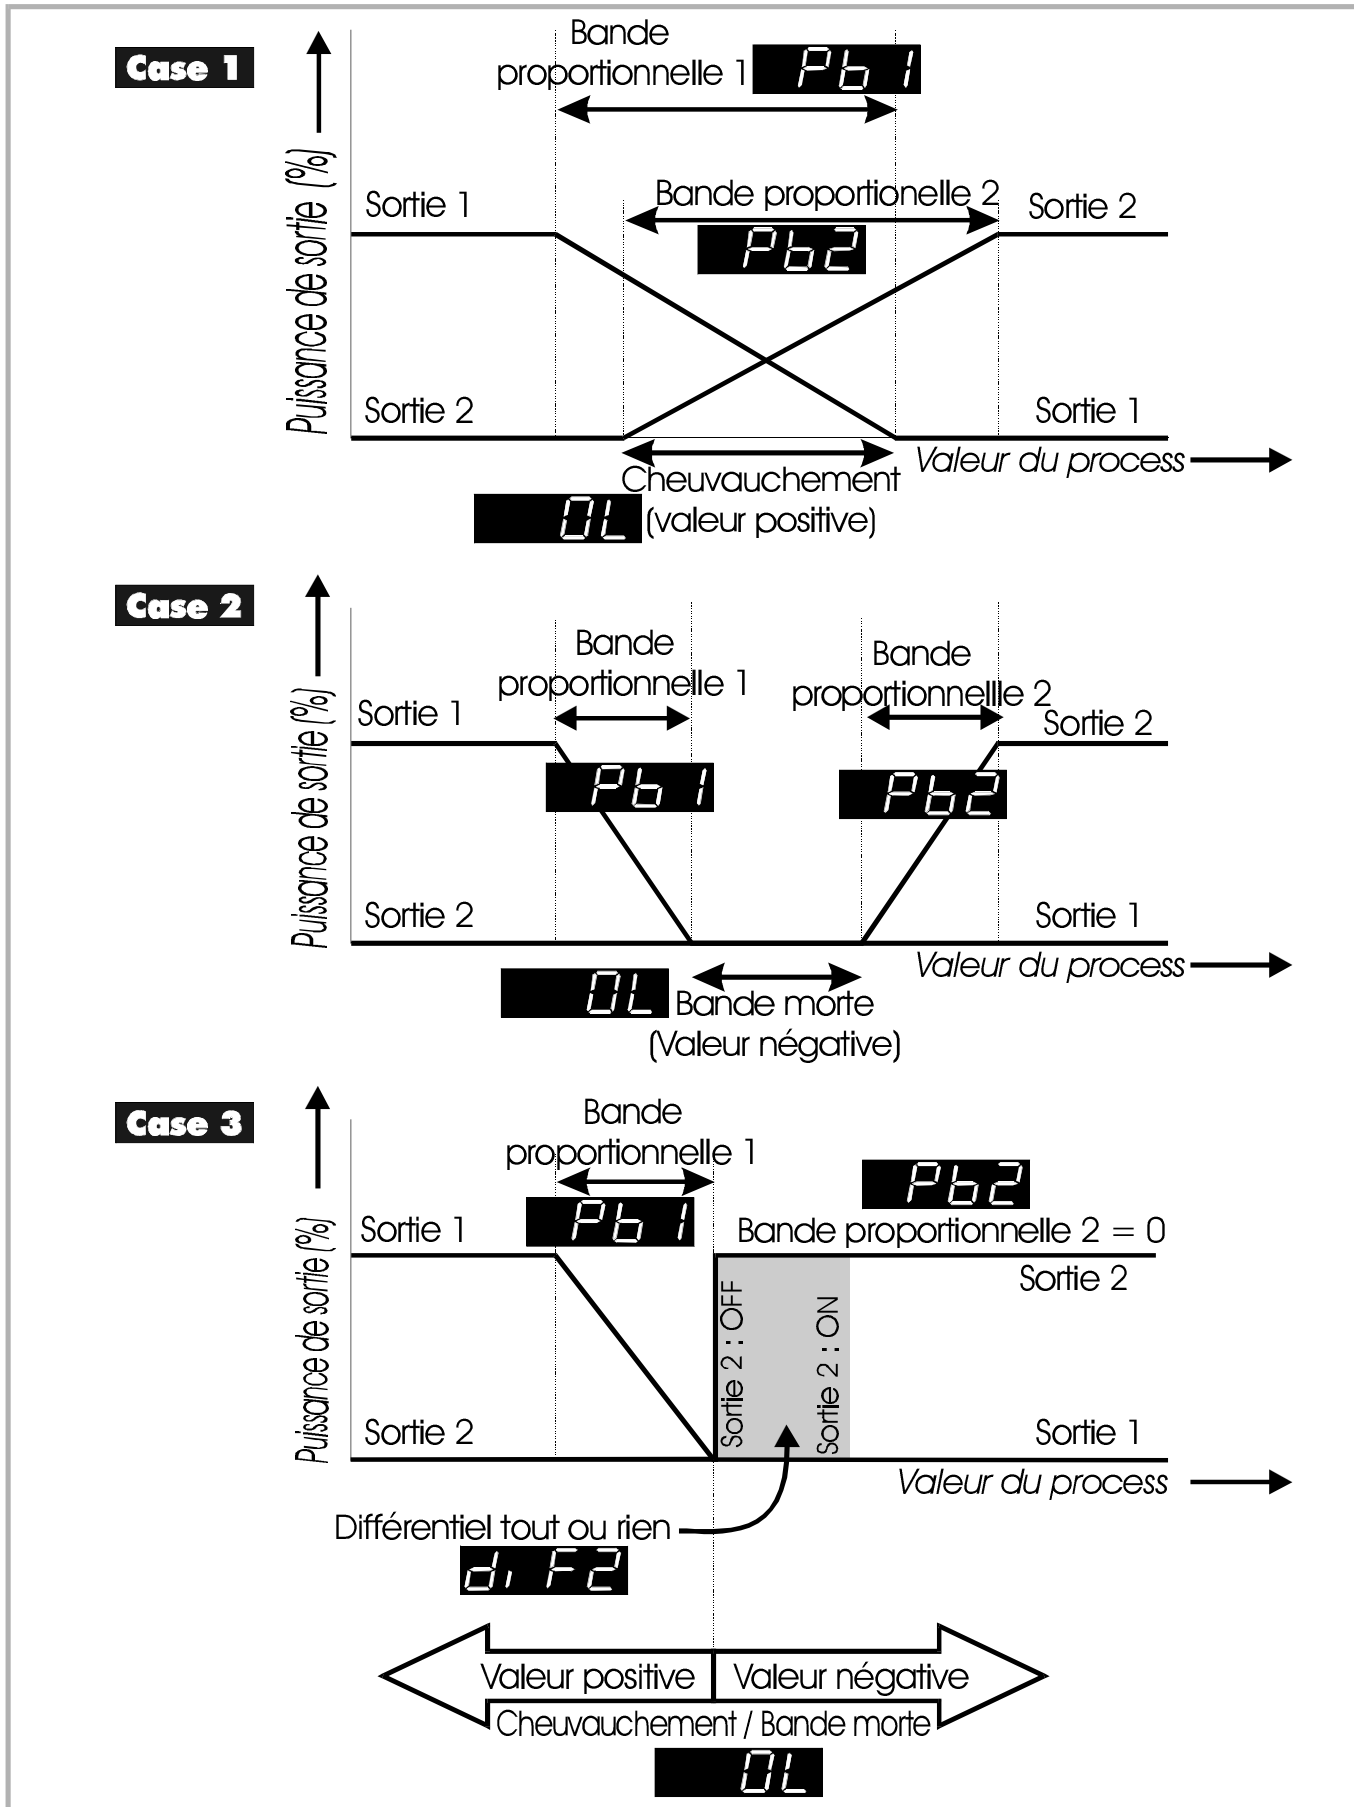 Case 1
Bande
proportionnelle 1
Pb1
Puissance de sortie (%)
Sortie 1
Bande proportionelle 2
Pb2
Sortie 2
Sortie 2
Sortie 1
Valeur du process
Cheuvauchement
OL
(valeur positive)
Case 2
Bande
proportionnelle 1
Bande
proportionnellle 2
Puissance de sortie (%)
Sortie 1
Sortie 2
Pb1
Pb2
Sortie 2
Sortie 1
Valeur du process
OL
Bande morte
(Valeur négative)
Case 3
Bande
proportionnelle 1
Pb2
Pb1
Puissance de sortie (%)
Sortie 1
Bande proportionnelle 2 = 0
Sortie 2
Sortie 2 : OFF
Sortie 2 : ON
Sortie 2
Sortie 1
Valeur du process
Différentiel tout ou rien
diF2
Valeur positive
Valeur négative
Cheuvauchement / Bande morte
OL